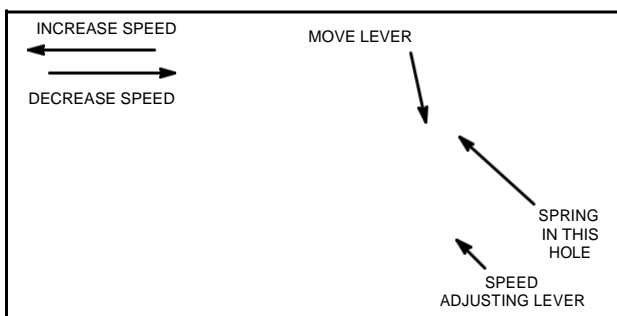 INCREASE SPEED
DECREASE SPEED
MOVE LEVER
SPRING
IN THIS
HOLE
SPEED
ADJUSTING LEVER